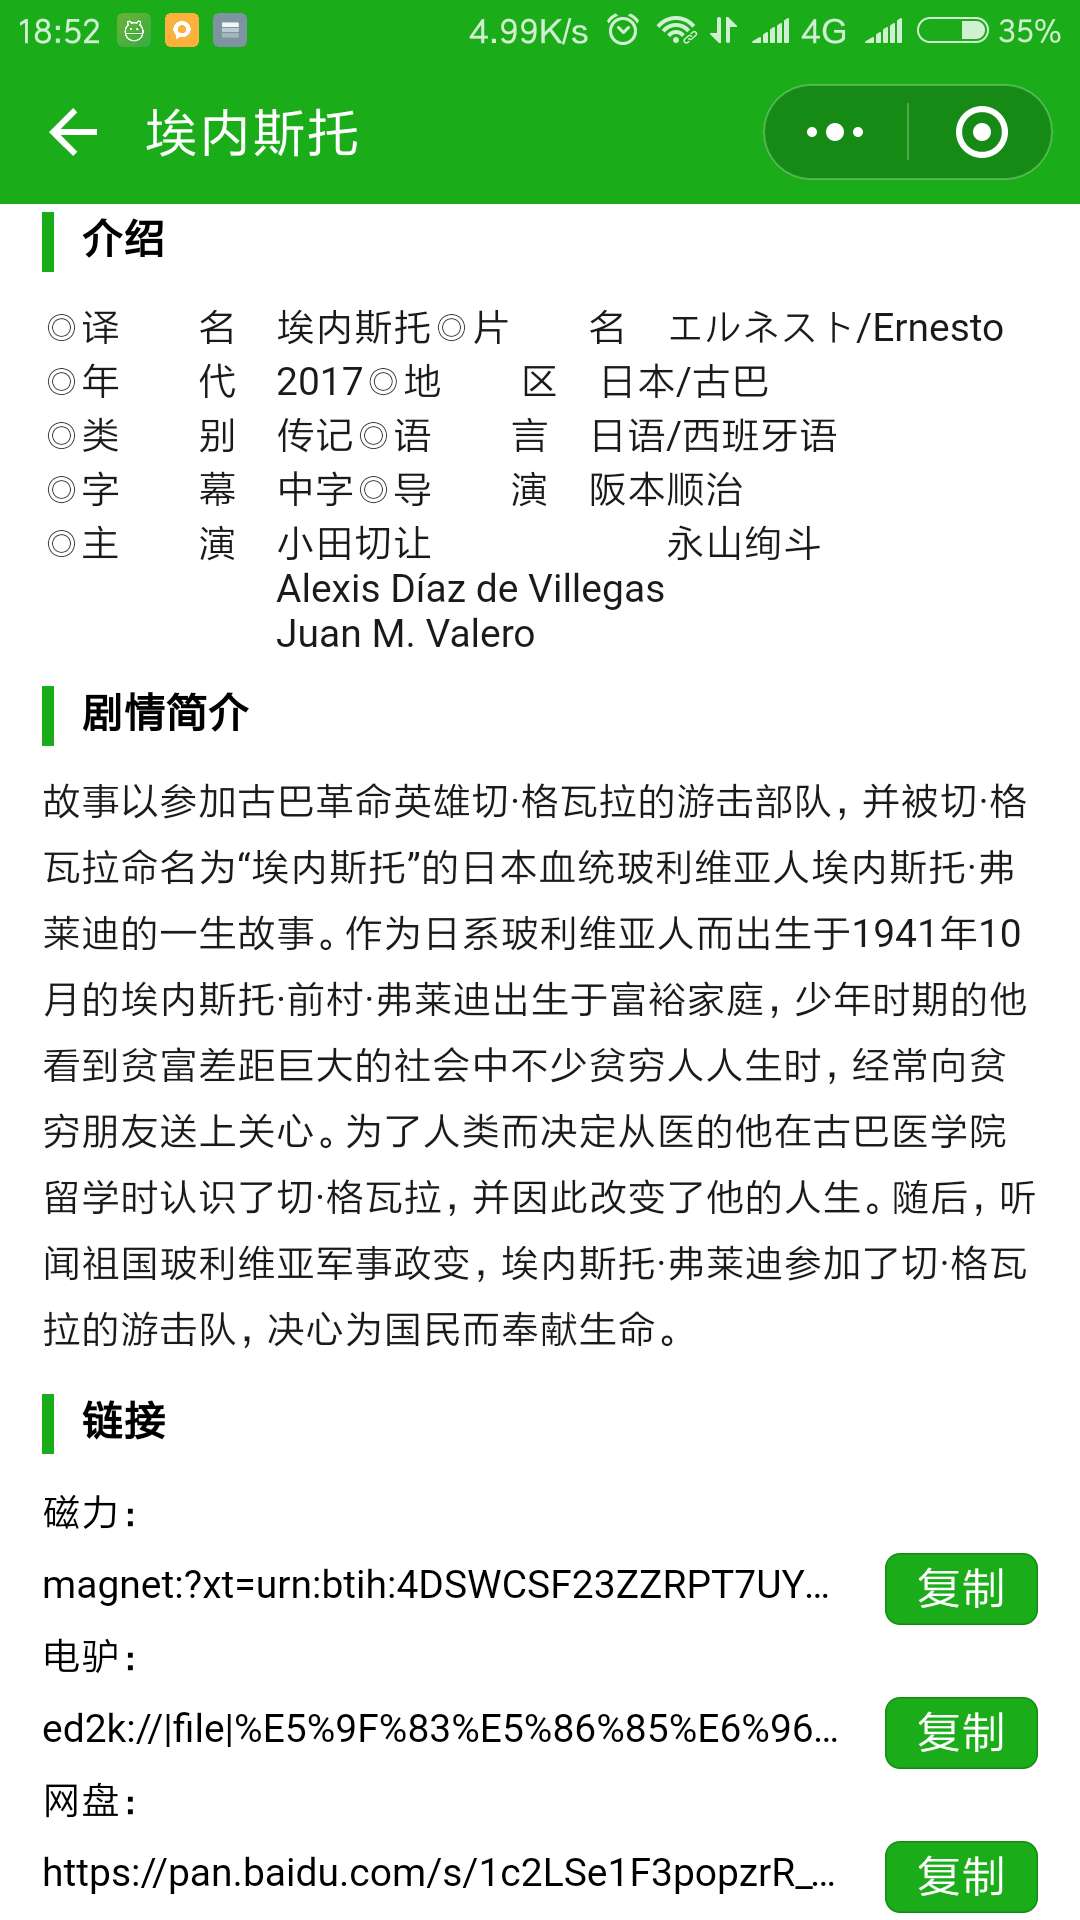 18:52 4.99K/s 4G 35%
埃内斯托
介绍
◎译 名 埃内斯托◎片 名 エルネスト/Ernesto
◎年 代 2017◎地 区 日本/古巴
◎类 别 传记◎语 言 日语/西班牙语
◎字 幕 中字◎导 演 阪本顺治
◎主 演 小田切让 永山绚斗
Alexis Díaz de Villegas
Juan M. Valero
剧情简介
故事以参加古巴革命英雄切·格瓦拉的游击部队，并被切·格
瓦拉命名为“埃内斯托”的日本血统玻利维亚人埃内斯托·弗
莱迪的一生故事。作为日系玻利维亚人而出生于1941年10
月的埃内斯托·前村·弗莱迪出生于富裕家庭，少年时期的他
看到贫富差距巨大的社会中不少贫穷人人生时，经常向贫
穷朋友送上关心。为了人类而决定从医的他在古巴医学院
留学时认识了切·格瓦拉，并因此改变了他的人生。随后，听
闻祖国玻利维亚军事政变，埃内斯托·弗莱迪参加了切·格瓦
拉的游击队，决心为国民而奉献生命。
链接
磁力：
magnet:?xt=urn:btih:4DSWCSF23ZZRPT7UY... 复制
电驴：
ed2k://|file|%E5%9F%83%E5%86%85%E6%96... 复制
网盘：
https://pan.baidu.com/s/1c2LSe1F3popzrR_... 复制